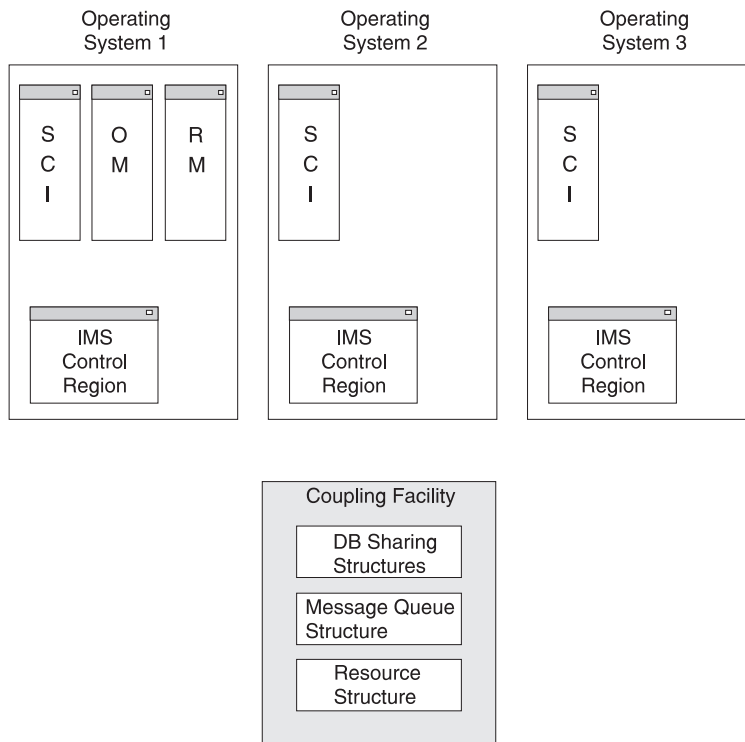 Operating
System 1
Operating
System 2
Operating
System 3
S
C
I
O
M
R
M
IMS
Control
Region
S
C
I
IMS
Control
Region
S
C
I
IMS
Control
Region
Coupling Facility
DB Sharing
Structures
Message Queue
Structure
Resource
Structure